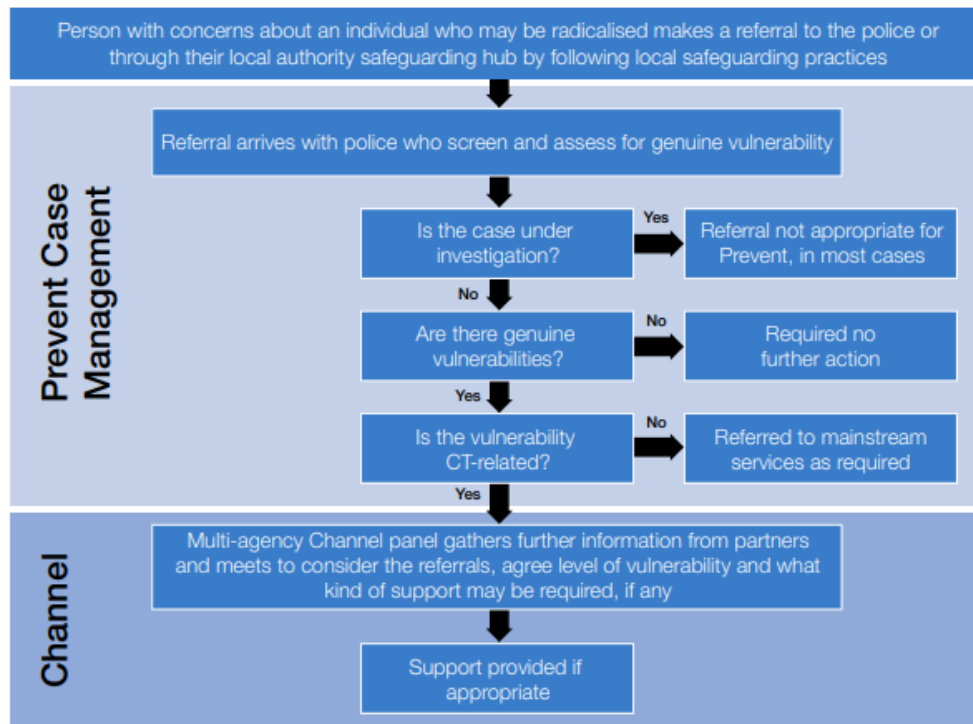 Person with concerns about an individual who may be radicalised makes a referral to the police or
through their local authority safeguarding hub by following local safeguarding practices
Prevent Case
Management
Referral arrives with police who screen and assess for genuine vulnerability
Is the case under
investigation?
Yes
Referral not appropriate for
Prevent, in most cases
No
Are there genuine
vulnerabilities?
No
Required no
further action
Yes
Is the vulnerability
CT-related?
No
Referred to mainstream
services as required
Yes
Channel
Multi-agency Channel panel gathers further information from partners
and meets to consider the referrals, agree level of vulnerability and what
kind of support may be required, if any
Support provided if
appropriate